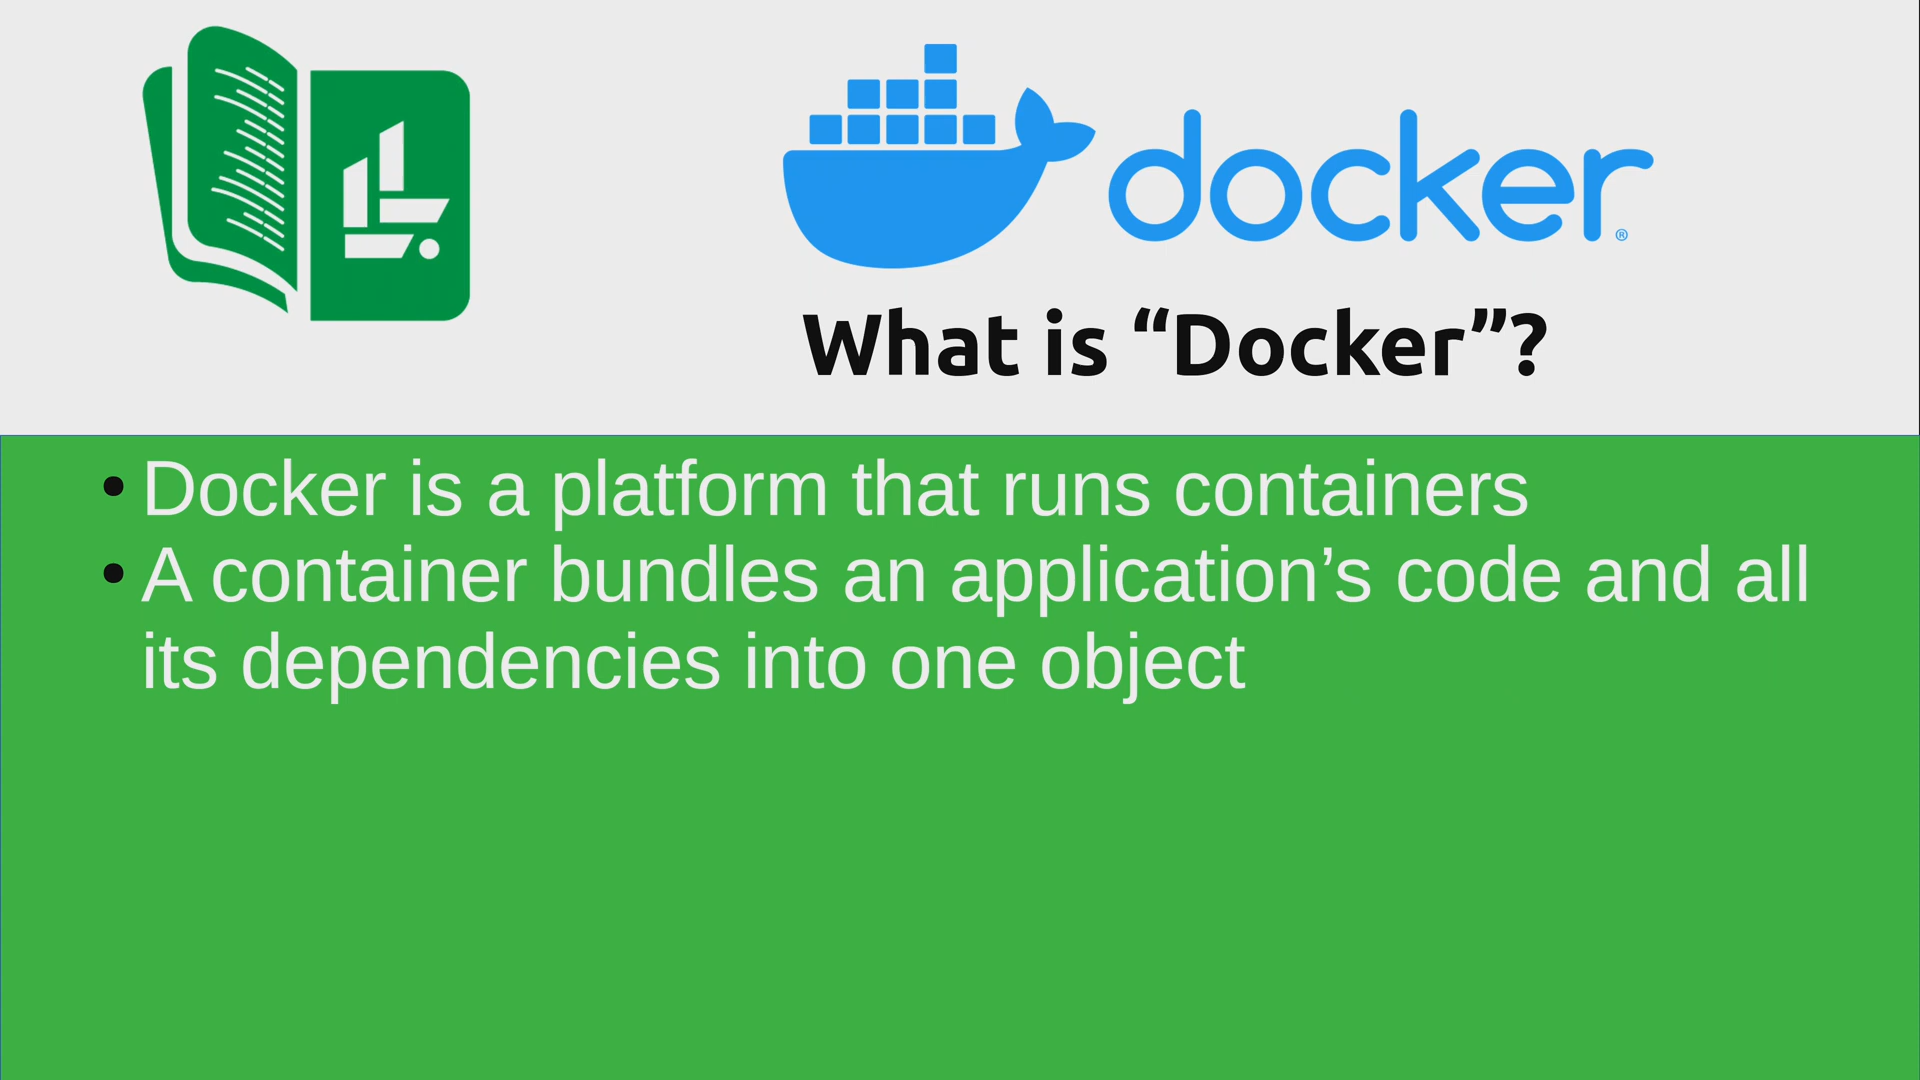 docker®
What is “Docker”?
• Docker is a platform that runs containers
• A container bundles an application’s code and all
its dependencies into one object